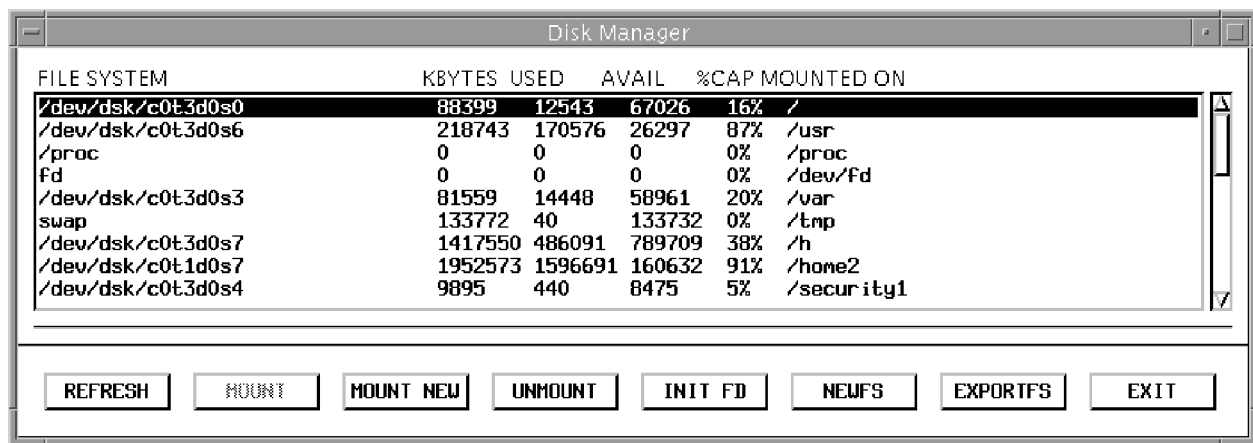 Disk Manager
FILE SYSTEM KBYTES USED AVAIL %CAP MOUNTED ON
/dev/dsk/c0t3d0s0 88399 12543 67026 16% /
/dev/dsk/c0t3d0s6 218743 170576 26297 87% /usr
/proc 0 0 0 0% /proc
fd 0 0 0 0% /dev/fd
/dev/dsk/c0t3d0s3 81559 14448 58961 20% /var
swap 133772 40 133732 0% /tmp
/dev/dsk/c0t3d0s7 1417550 486091 789709 38% /h
/dev/dsk/c0t1d0s7 1952573 1596691 160632 91% /home2
/dev/dsk/c0t3d0s4 9895 440 8475 5% /security1
REFRESH MOUNT MOUNT NEW UNMOUNT INIT FD NEWFS EXPORTFS EXIT